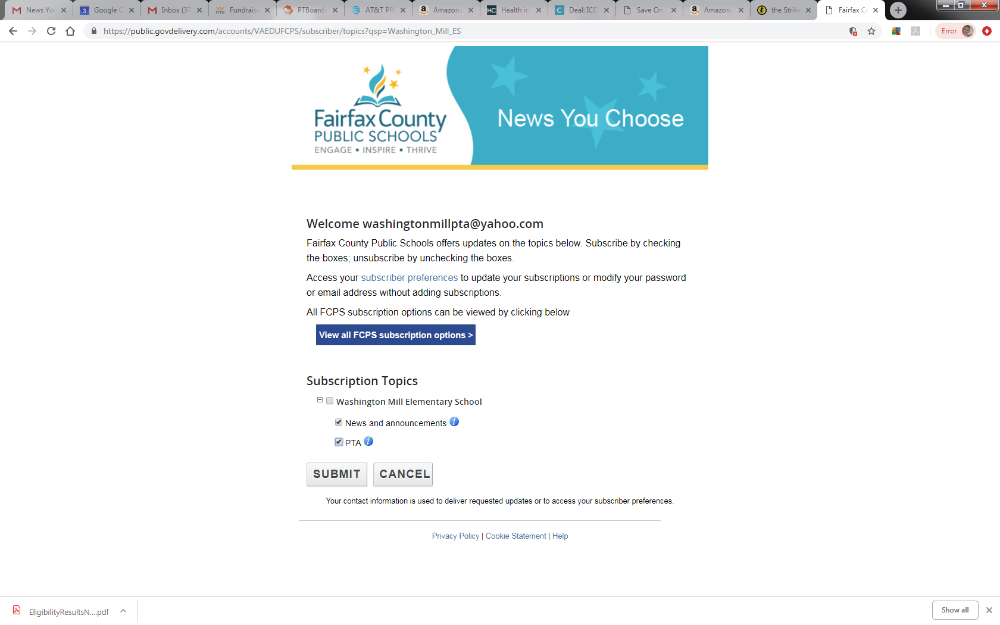 News You
Google C
Inbox (37
Fundraise
PTBoard
AT&T PR
Amazon.
Health in
Deal: ICE
Save On
Amazon.
the Strike
Fairfax Co
https://public.govdelivery.com/accounts/VAEDUFCPS/subscriber/topics?qsp=Washington_Mill_ES
Error
Fairfax County
PUBLIC SCHOOLS
ENGAGE • INSPIRE • THRIVE
News You Choose
Welcome washingtonmillpta@yahoo.com
Fairfax County Public Schools offers updates on the topics below. Subscribe by checking
the boxes; unsubscribe by unchecking the boxes.
Access your subscriber preferences to update your subscriptions or modify your password
or email address without adding subscriptions.
All FCPS subscription options can be viewed by clicking below
View all FCPS subscription options >
Subscription Topics
Washington Mill Elementary School
News and announcements
PTA
SUBMIT CANCEL
Your contact information is used to deliver requested updates or to access your subscriber preferences.
Privacy Policy | Cookie Statement | Help
EligibilityResultsN....pdf
Show all